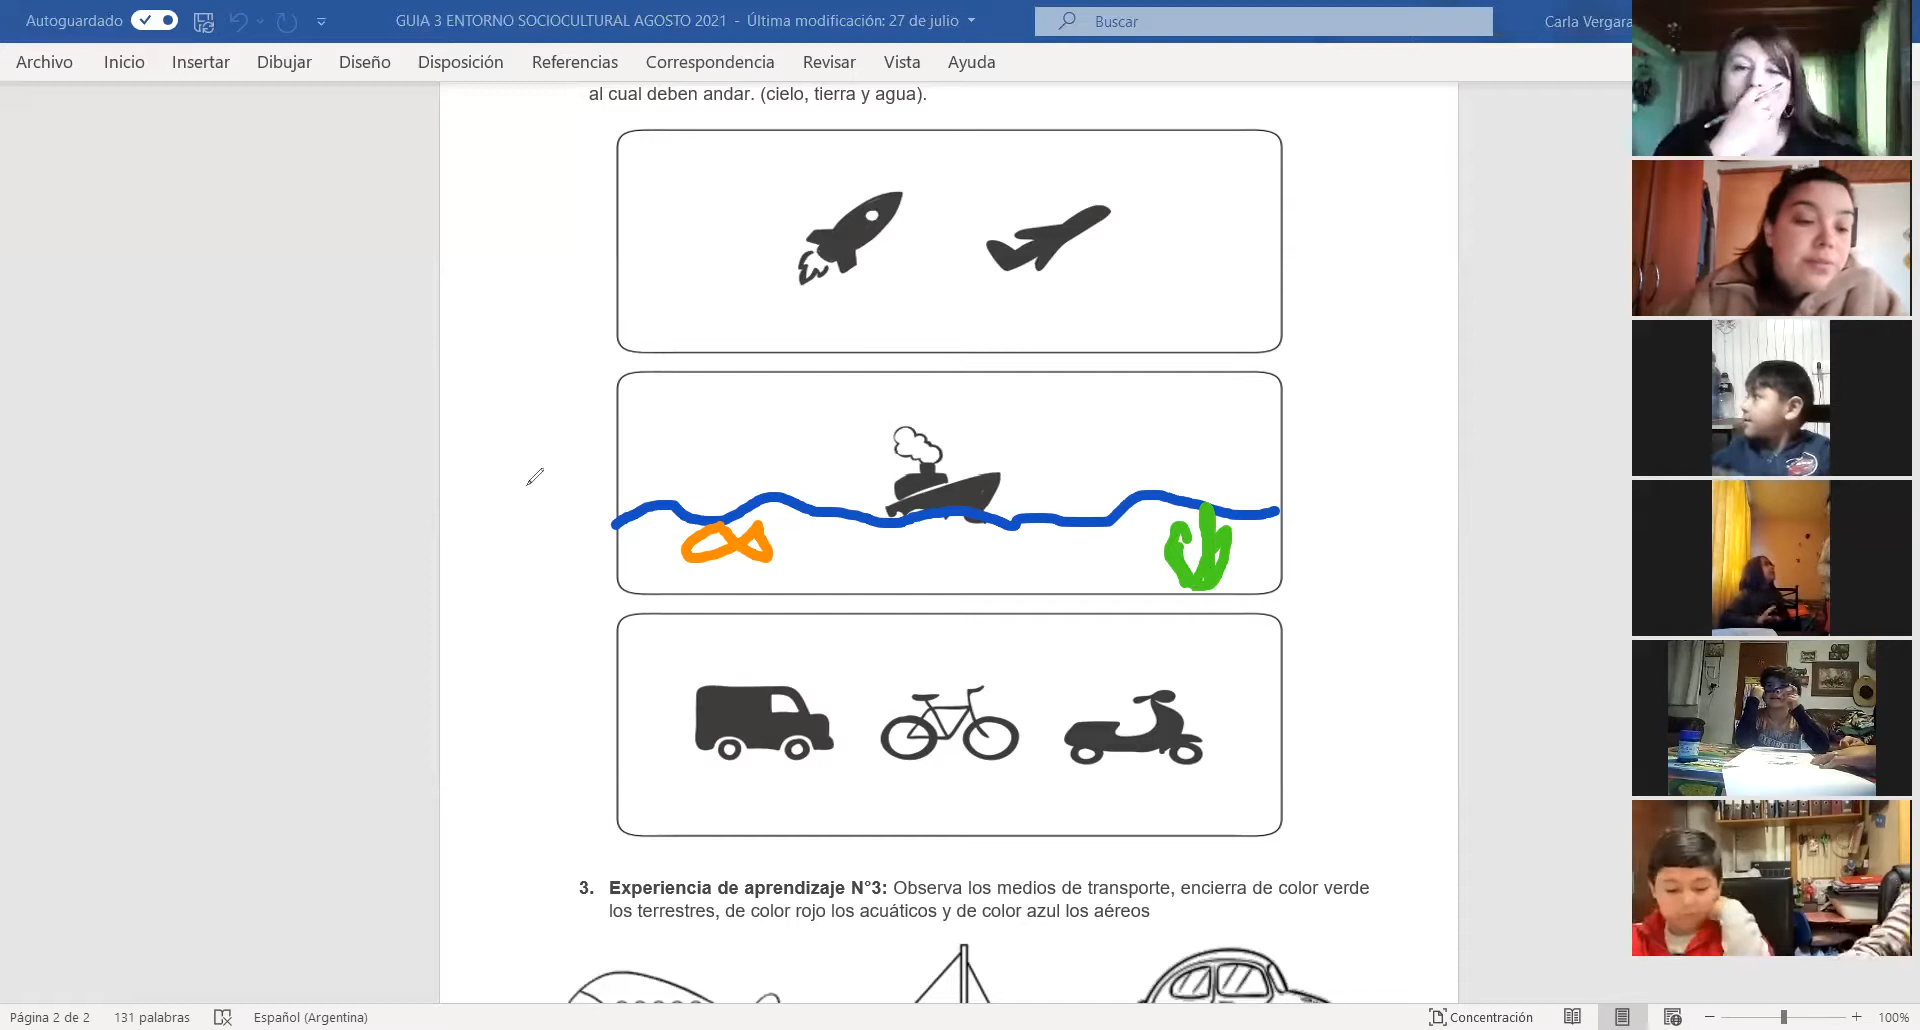 Autoguardado
GUIA 3 ENTORNO SOCIOCULTURAL AGOSTO 2021 - Última modificación: 27 de julio
Buscar
Carla Vergara
Archivo Inicio Insertar Dibujar Diseño Disposición Referencias Correspondencia Revisar Vista Ayuda
al cual deben andar. (cielo, tierra y agua).
3. Experiencia de aprendizaje N°3: Observa los medios de transporte, encierra de color verde
los terrestres, de color rojo los acuáticos y de color azul los aéreos
Página 2 de 2 131 palabras Español (Argentina) Concentración 100%